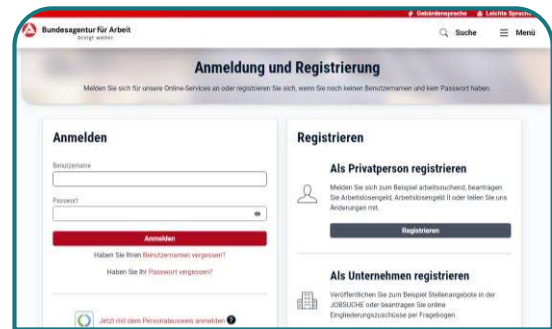 Gebärdensprache Leichte Sprache
Bundesagentur für Arbeit
bringt weiter.
Suche Menü
Anmeldung und Registrierung
Melden Sie sich für unsere Online-Services an oder registrieren Sie sich, wenn Sie noch keinen Benutzernamen und kein Passwort haben.
Anmelden
Benutzername
Passwort
Anmelden
Haben Sie Ihren Benutzernamen vergessen?
Haben Sie Ihr Passwort vergessen?
Jetzt mit dem Personalausweis anmelden ?
Registrieren
Als Privatperson registrieren
Melden Sie sich zum Beispiel arbeitssuchend, beantragen
Sie Arbeitslosengeld, Arbeitslosengeld II oder teilen Sie uns
Änderungen mit.
Registrieren
Als Unternehmen registrieren
Veröffentlichen Sie zum Beispiel Stellenangebote in der
JOBSUCHE oder beantragen Sie online
Eingliederungszuschüsse per Fragebogen.